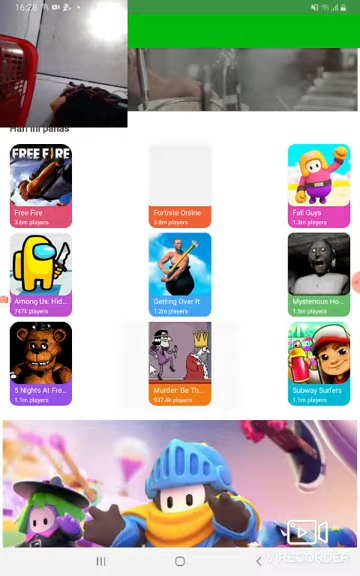 16:28
Hari ini panas
FREE FIRE
Free Fire
3.6m players
Fortnite Online
3.8m players
Fall Guys
1.3m players
Among Us: Hid...
747k players
Getting Over It
1.2m players
Mysterious Ho...
1.5m players
5 Nights At Fre...
1.1m players
Murder: Be Th...
937.4k players
Subway Surfers
1.1m players
V RECORDER